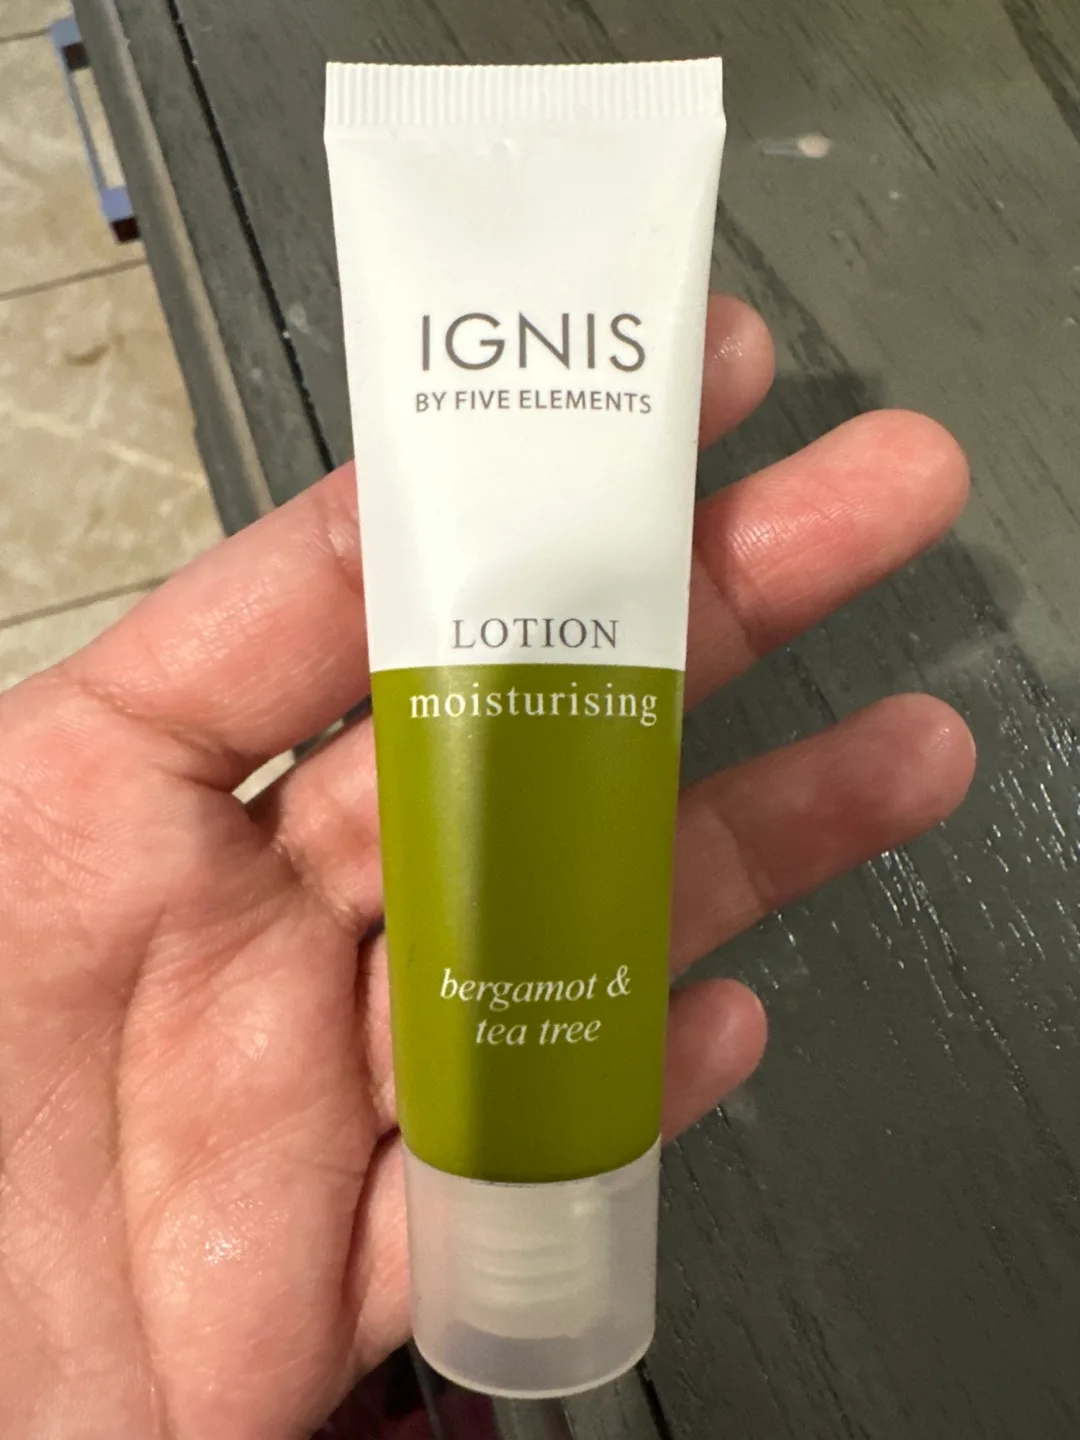 IGNIS
BY FIVE ELEMENTS
LOTION
moisturising
bergamot &
tea tree